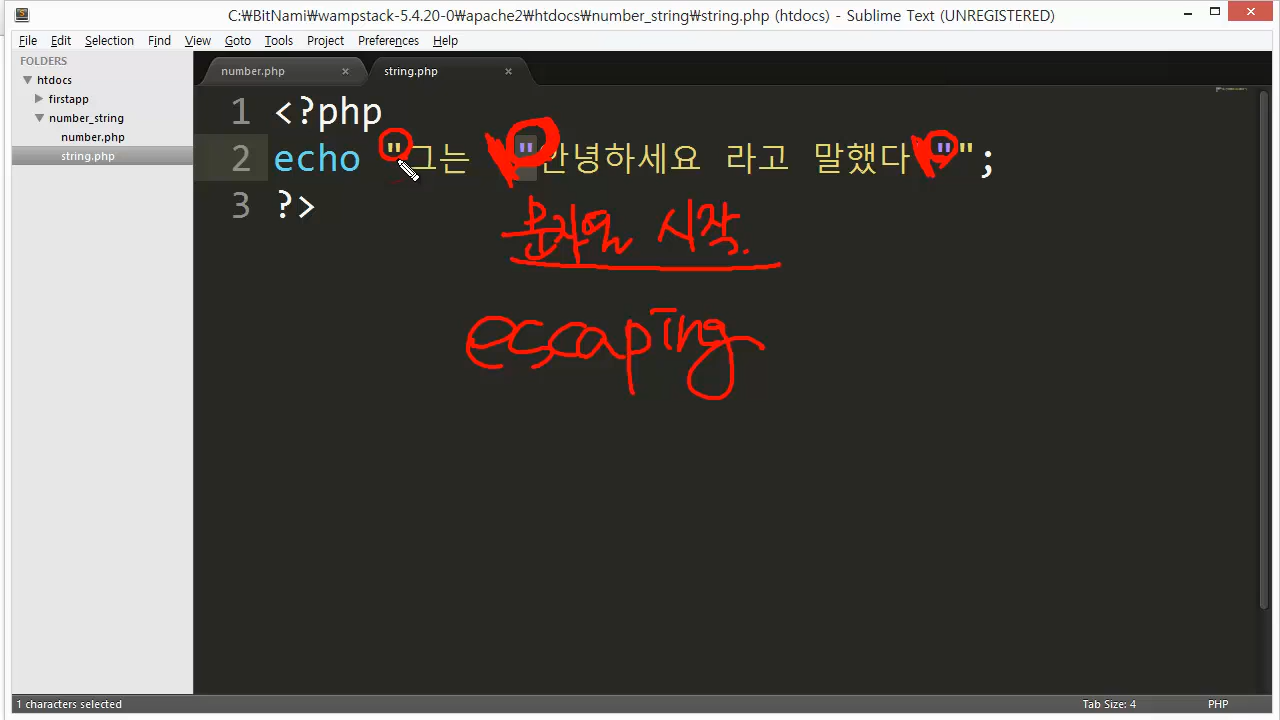 C:₩BitNami₩wampstack-5.4.20-0₩apache2₩htdocs₩number_string₩string.php (htdocs) - Sublime Text (UNREGISTERED)
File Edit Selection Find View Goto Tools Project Preferences Help
FOLDERS
htdocs
firstapp
number_string
number.php
string.php
number.php × string.php ×
1 <?php
2 echo "그는 \"안녕하세요 라고 말했다\"";
3 ?>
문자열 시작.
escaping
1 characters selected Tab Size: 4 PHP